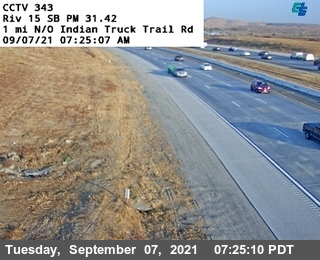 CCTV 343
Riv 15 SB PM 31.42
1 mi N/O Indian Truck Trail Rd
09/07/21 07:25:07 AM
Tuesday, September 07, 2021 07:25:10 PDT